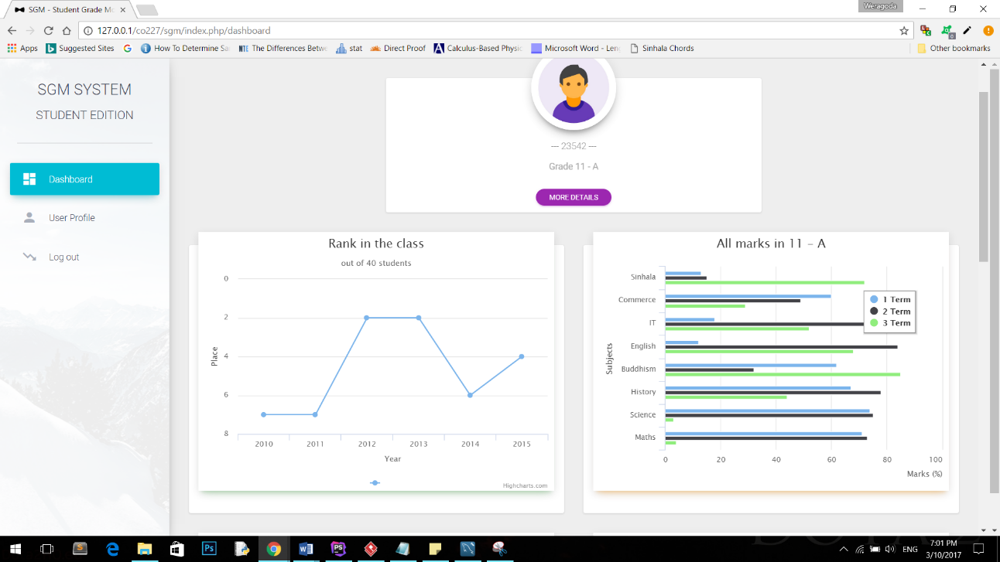 Weragoda
SGM - Student Grade Mo
127.0.0.1/co227/sgm/index.php/dashboard
Apps Suggested Sites How To Determine Sa The Differences Betwe stat Direct Proof Calculus-Based Physic Microsoft Word - Len Sinhala Chords Other bookmarks
SGM SYSTEM
STUDENT EDITION
Dashboard
User Profile
Log out
--- 23542 ---
Grade 11 - A
MORE DETAILS
Rank in the class
out of 40 students
Place
0
2
4
6
8
2010 2011 2012 2013 2014 2015
Year
Highcharts.com
All marks in 11 – A
Subjects
Sinhala
Commerce
IT
English
Buddhism
History
Science
Maths
1 Term
2 Term
3 Term
0 20 40 60 80 100
Marks (%)
ENG
7:01 PM
3/10/2017